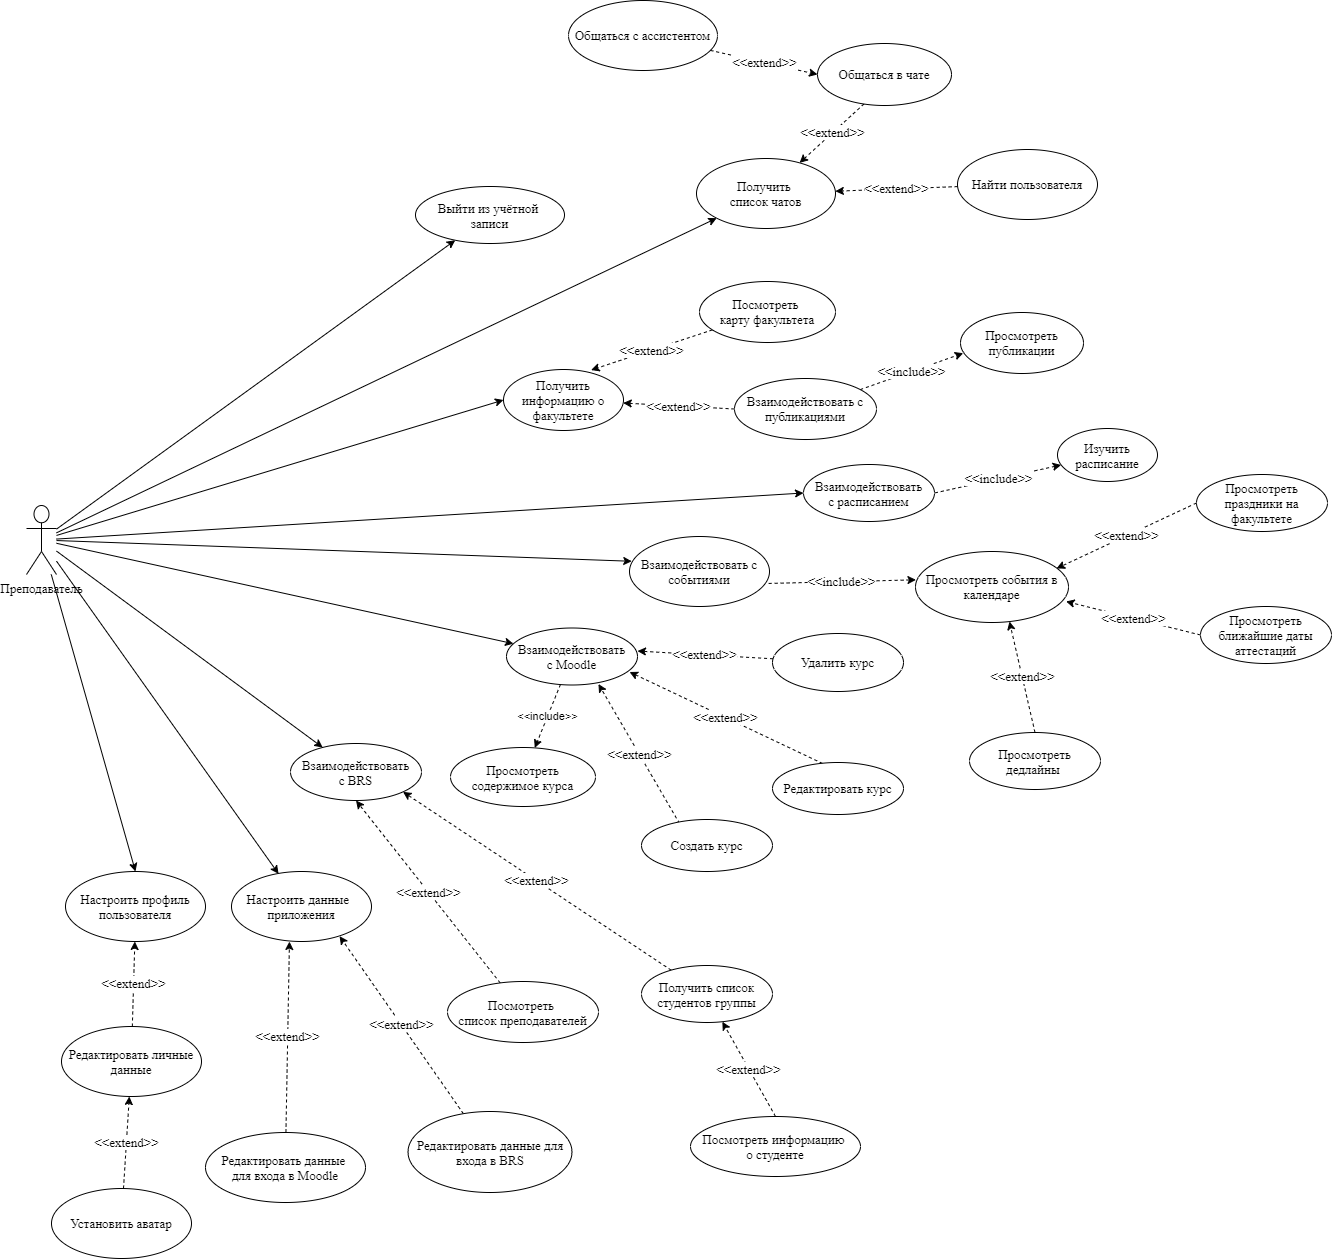 Общаться с ассистентом
<<extend>>
Общаться в чате
<<extend>>
Получить
список чатов
<<extend>>
Найти пользователя
Выйти из учётной
записи
Посмотреть
карту факультета
<<extend>>
Просмотреть
публикации
<<include>>
Получить
информацию о
факультете
<<extend>>
Взаимодействовать с
публикациями
Изучить
расписание
<<include>>
Взаимодействовать
с расписанием
Просмотреть
праздники на
факультете
<<extend>>
Преподаватель
Взаимодействовать с
событиями
<<include>>
Просмотреть события в
календаре
<<extend>>
Просмотреть
ближайшие даты
аттестаций
<<extend>>
Просмотреть
дедлайны
Взаимодействовать
с Moodle
<<extend>>
Удалить курс
<<include>>
<<extend>>
<<extend>>
Просмотреть
содержимое курса
Редактировать курс
Создать курс
Взаимодействовать
с BRS
<<extend>>
<<extend>>
Настроить профиль
пользователя
Настроить данные
приложения
<<extend>>
<<extend>>
<<extend>>
Получить список
студентов группы
Посмотреть
список преподавателей
Редактировать личные
данные
<<extend>>
<<extend>>
Посмотреть информацию
о студенте
Редактировать данные
для входа в Moodle
Редактировать данные для
входа в BRS
Установить аватар